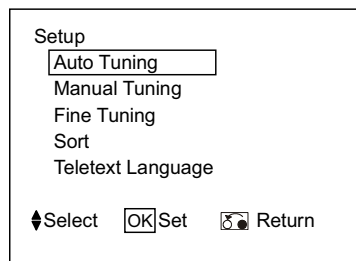 Setup
Auto Tuning
Manual Tuning
Fine Tuning
Sort
Teletext Language
Select OK Set Return